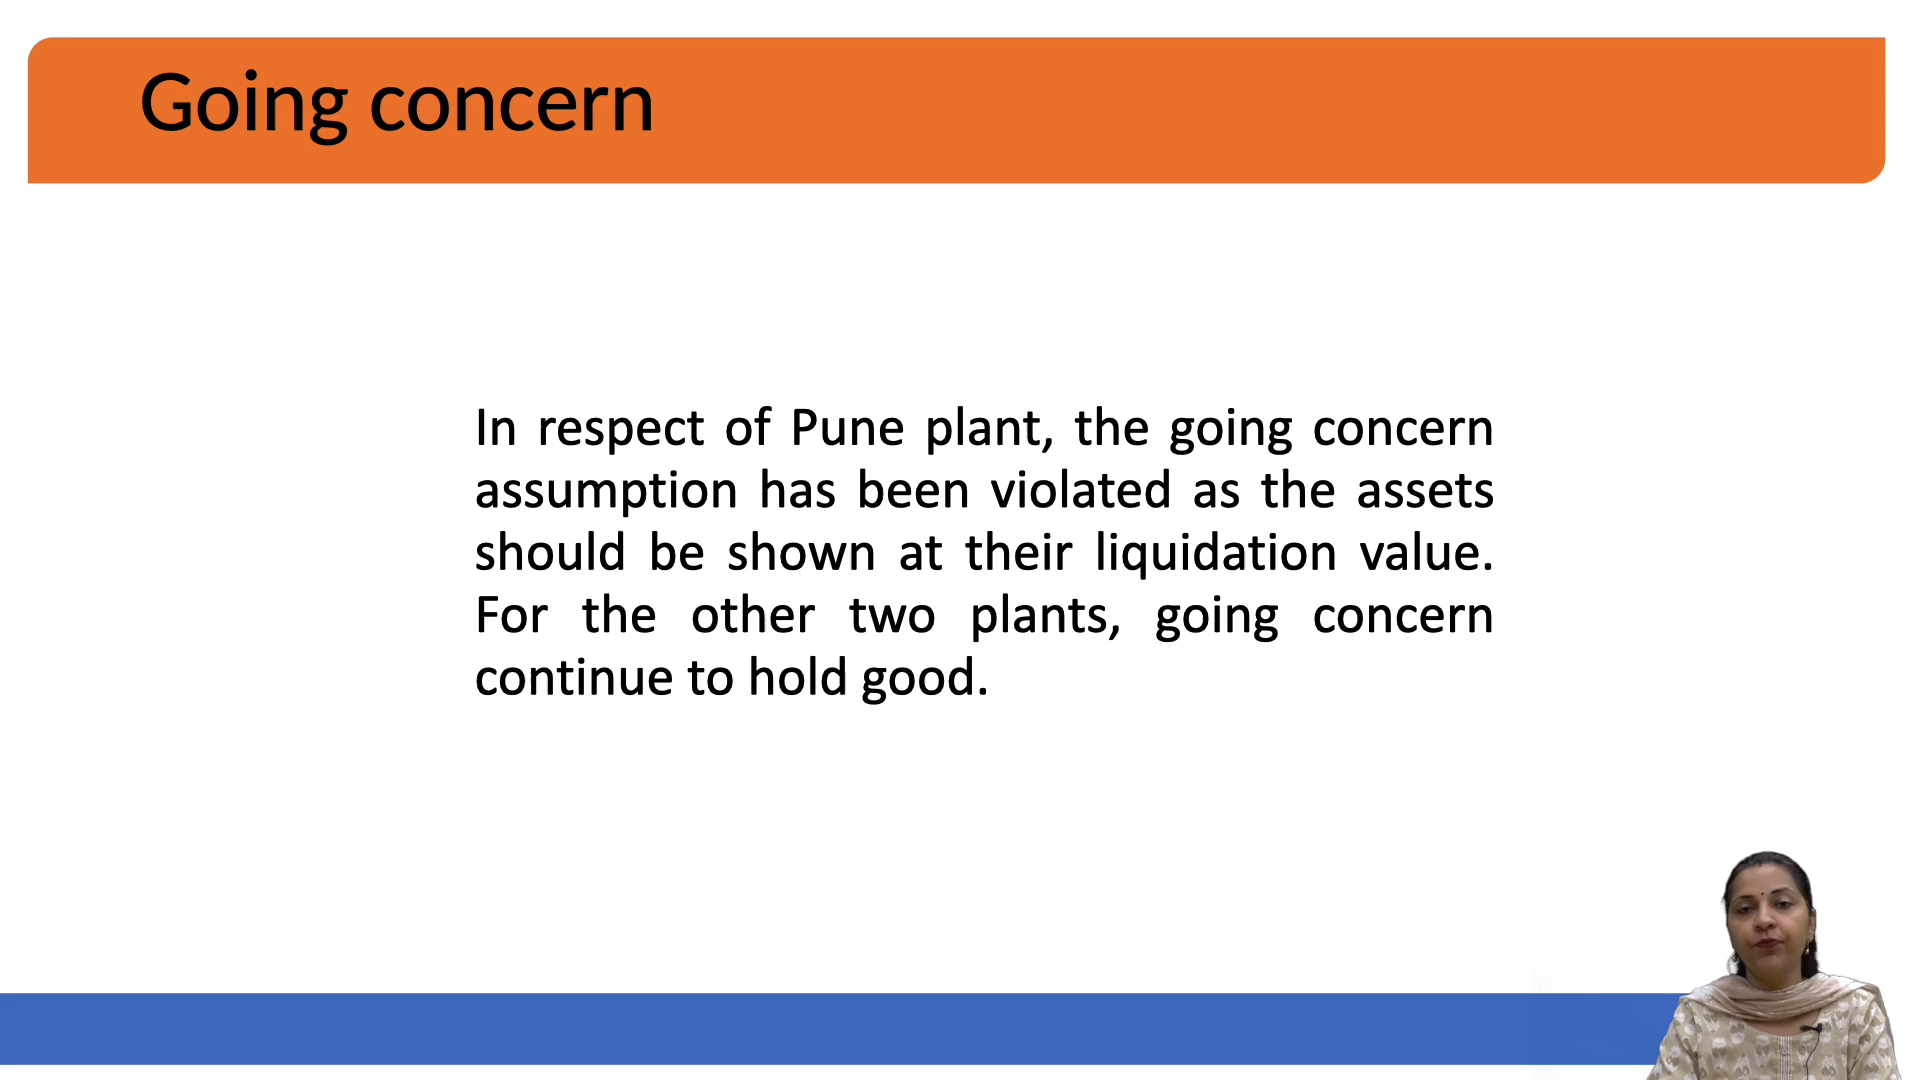 Going concern
In respect of Pune plant, the going concern
assumption has been violated as the assets
should be shown at their liquidation value.
For the other two plants, going concern
continue to hold good.